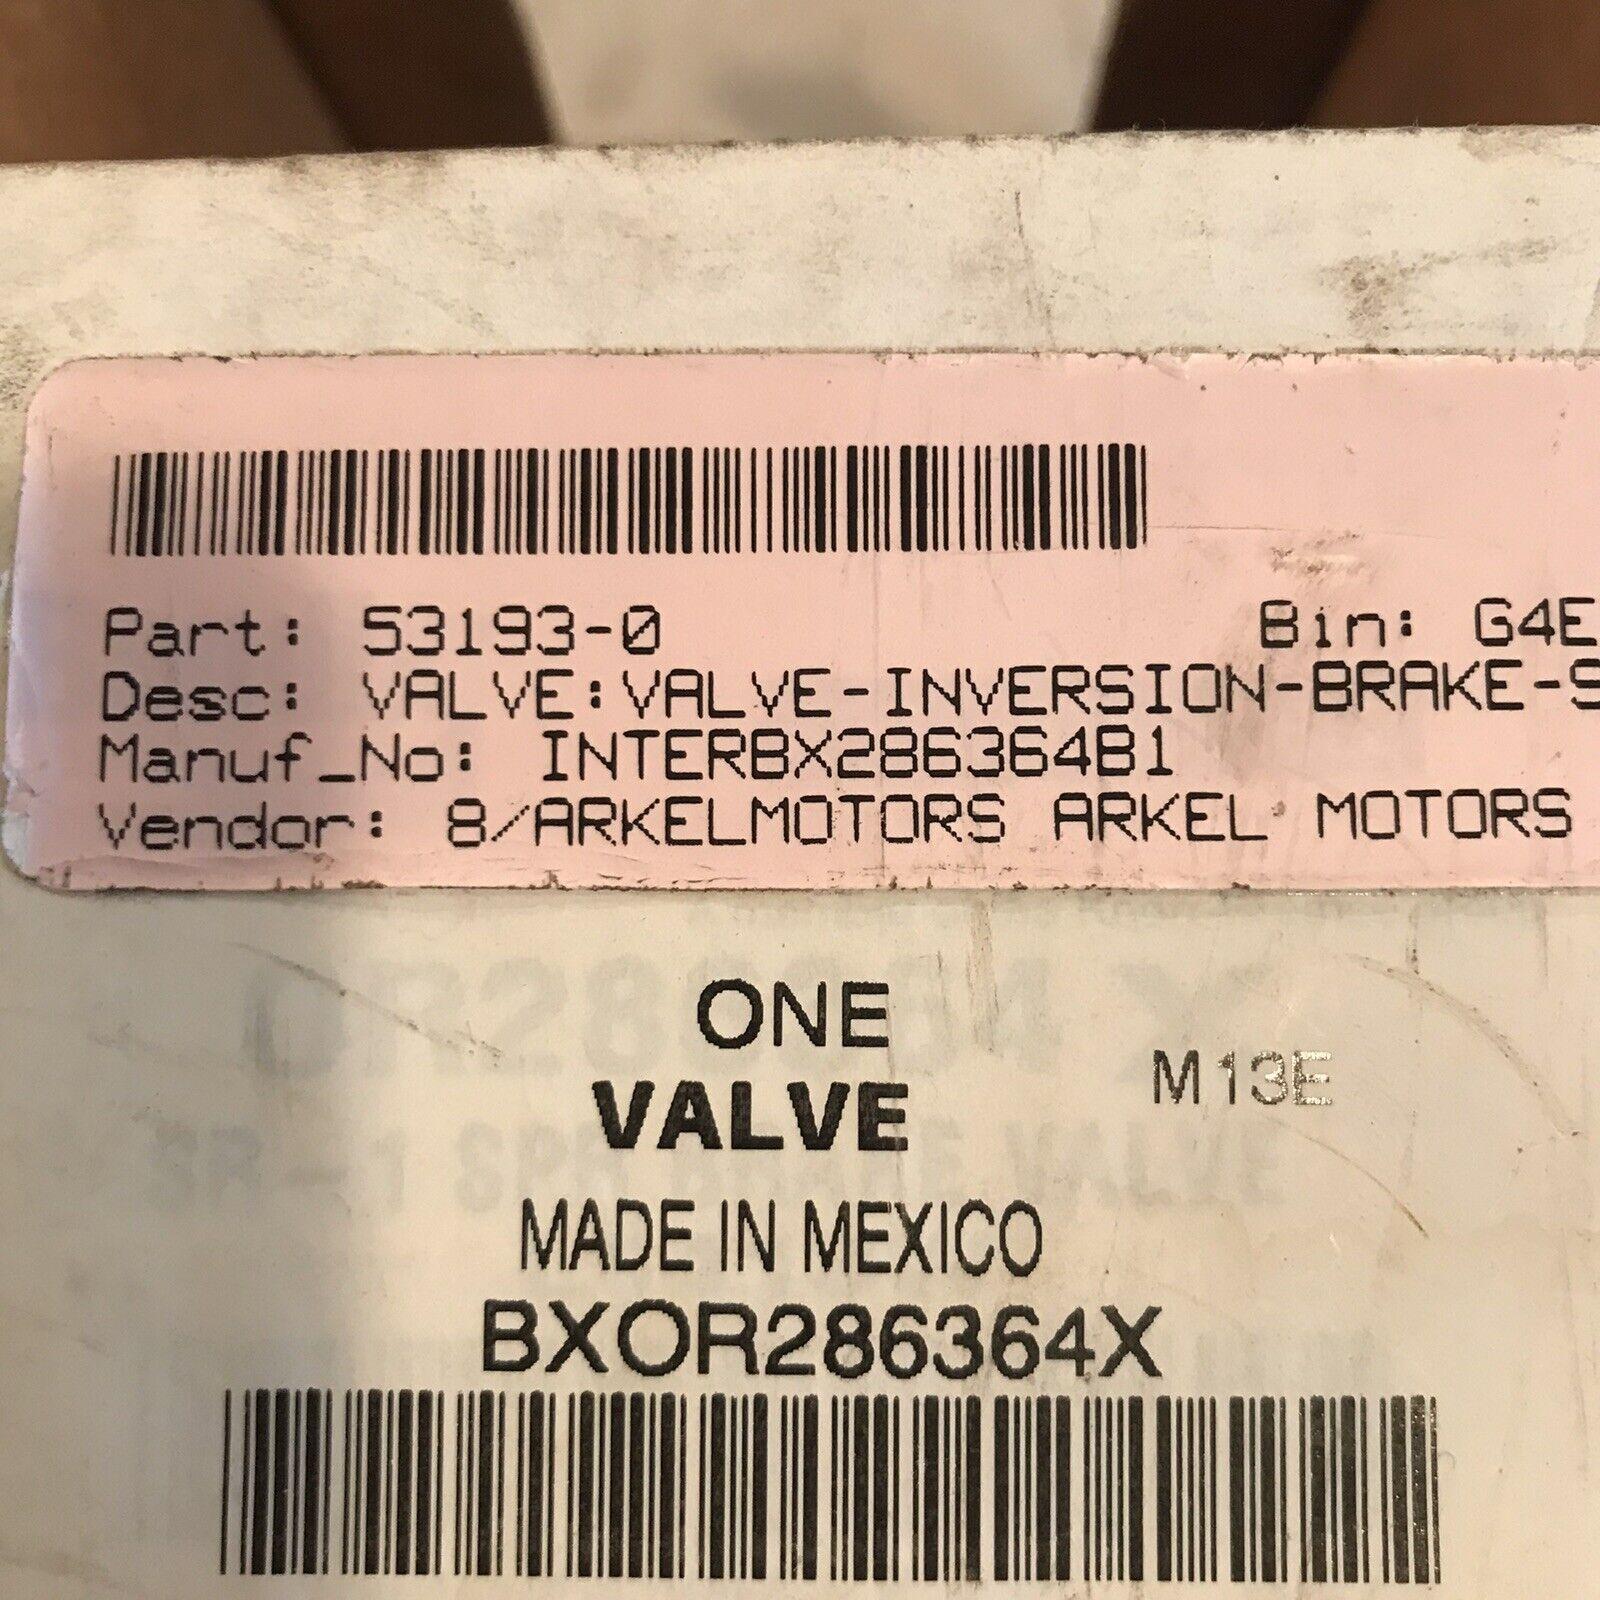 Part: 53193-0 Bin: G4E
Desc: VALVE:VALVE-INVERSION-BRAKE-S
Manuf_No: INTERBX286364B1
Vendor: 8/ARKELMOTORS ARKEL MOTORS
ONE
VALVE
M13E
MADE IN MEXICO
BXOR286364X